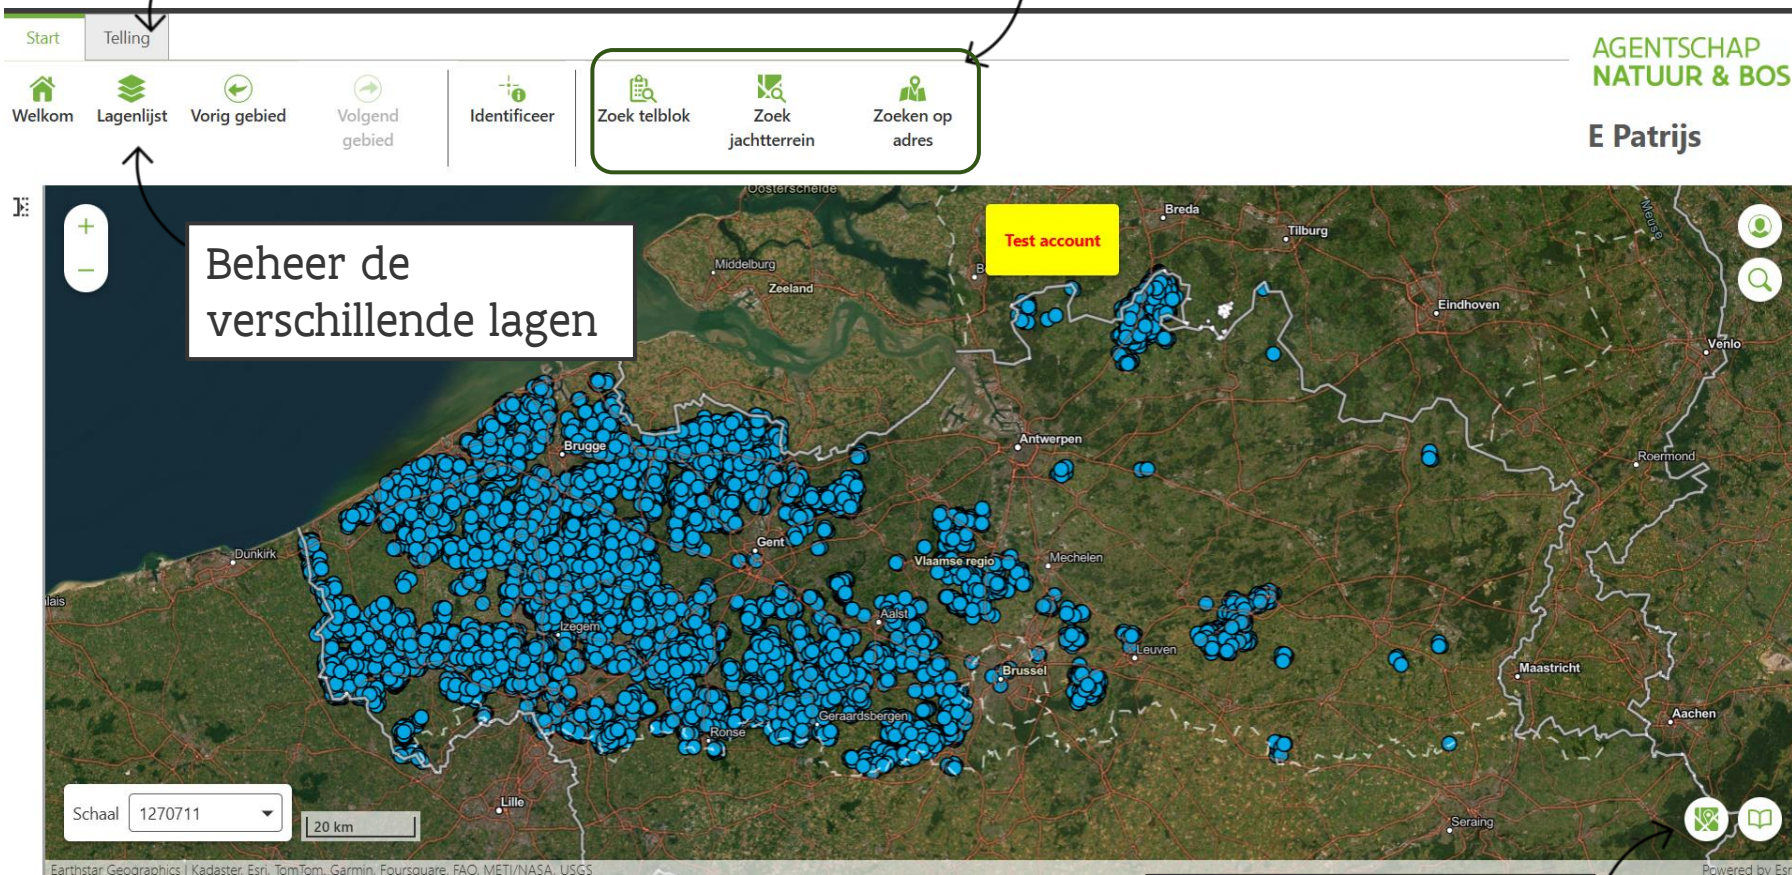 Start
Telling
AGENTSCHAP
NATUUR & BOS
Welkom
Lagenlijst
Vorig gebied
Volgend
gebied
Identificeer
Zoek telblok
Zoek
jachtterrein
Zoeken op
adres
E Patrijs
Oosterschelde
Breda
Tilburg
Meuse
Test account
Beheer de
verschillende lagen
Middelburg
Zeeland
Eindhoven
Venlo
Brugge
Antwerpen
Roermond
Dunkirk
Gent
Vlaamse regio
Mechelen
Izegem
Aalst
Leuven
Brussel
Maastricht
Geraardsbergen
Ronse
Aachen
Lille
Seraing
Schaal
1270711
20 km
Earthstar Geographics | Kadaster, Esri, TomTom, Garmin, Foursquare, FAO, METI/NASA, USGS
Powered by